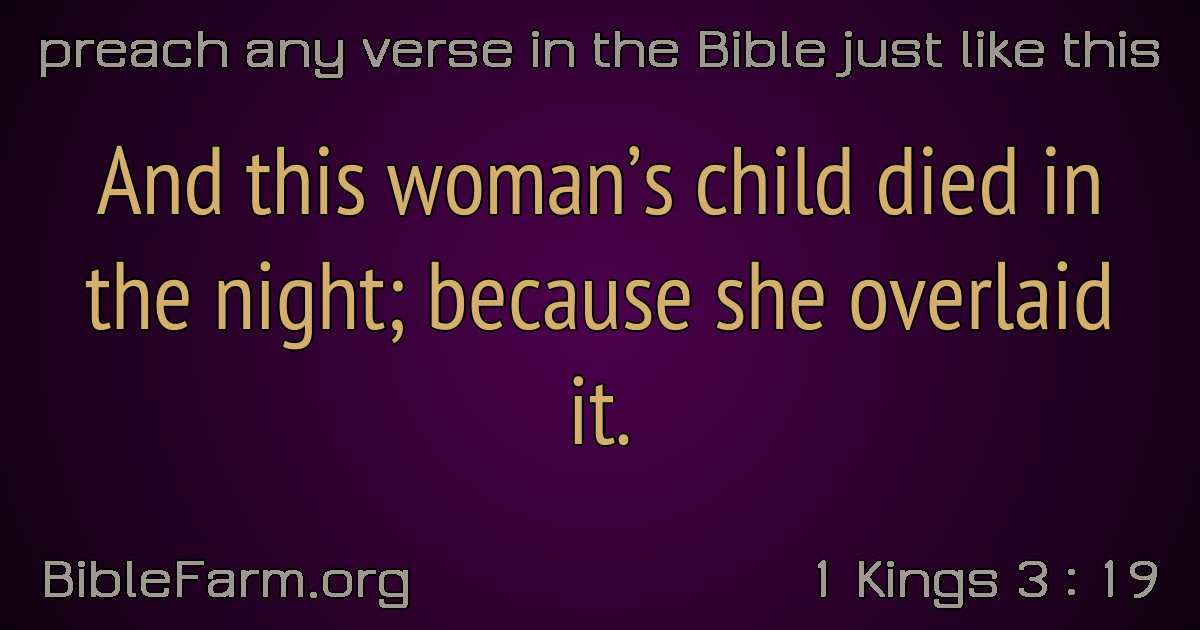 preach any verse in the Bible just like this
And this woman’s child died in
the night; because she overlaid
it.
BibleFarm.org
1 Kings 3 : 19